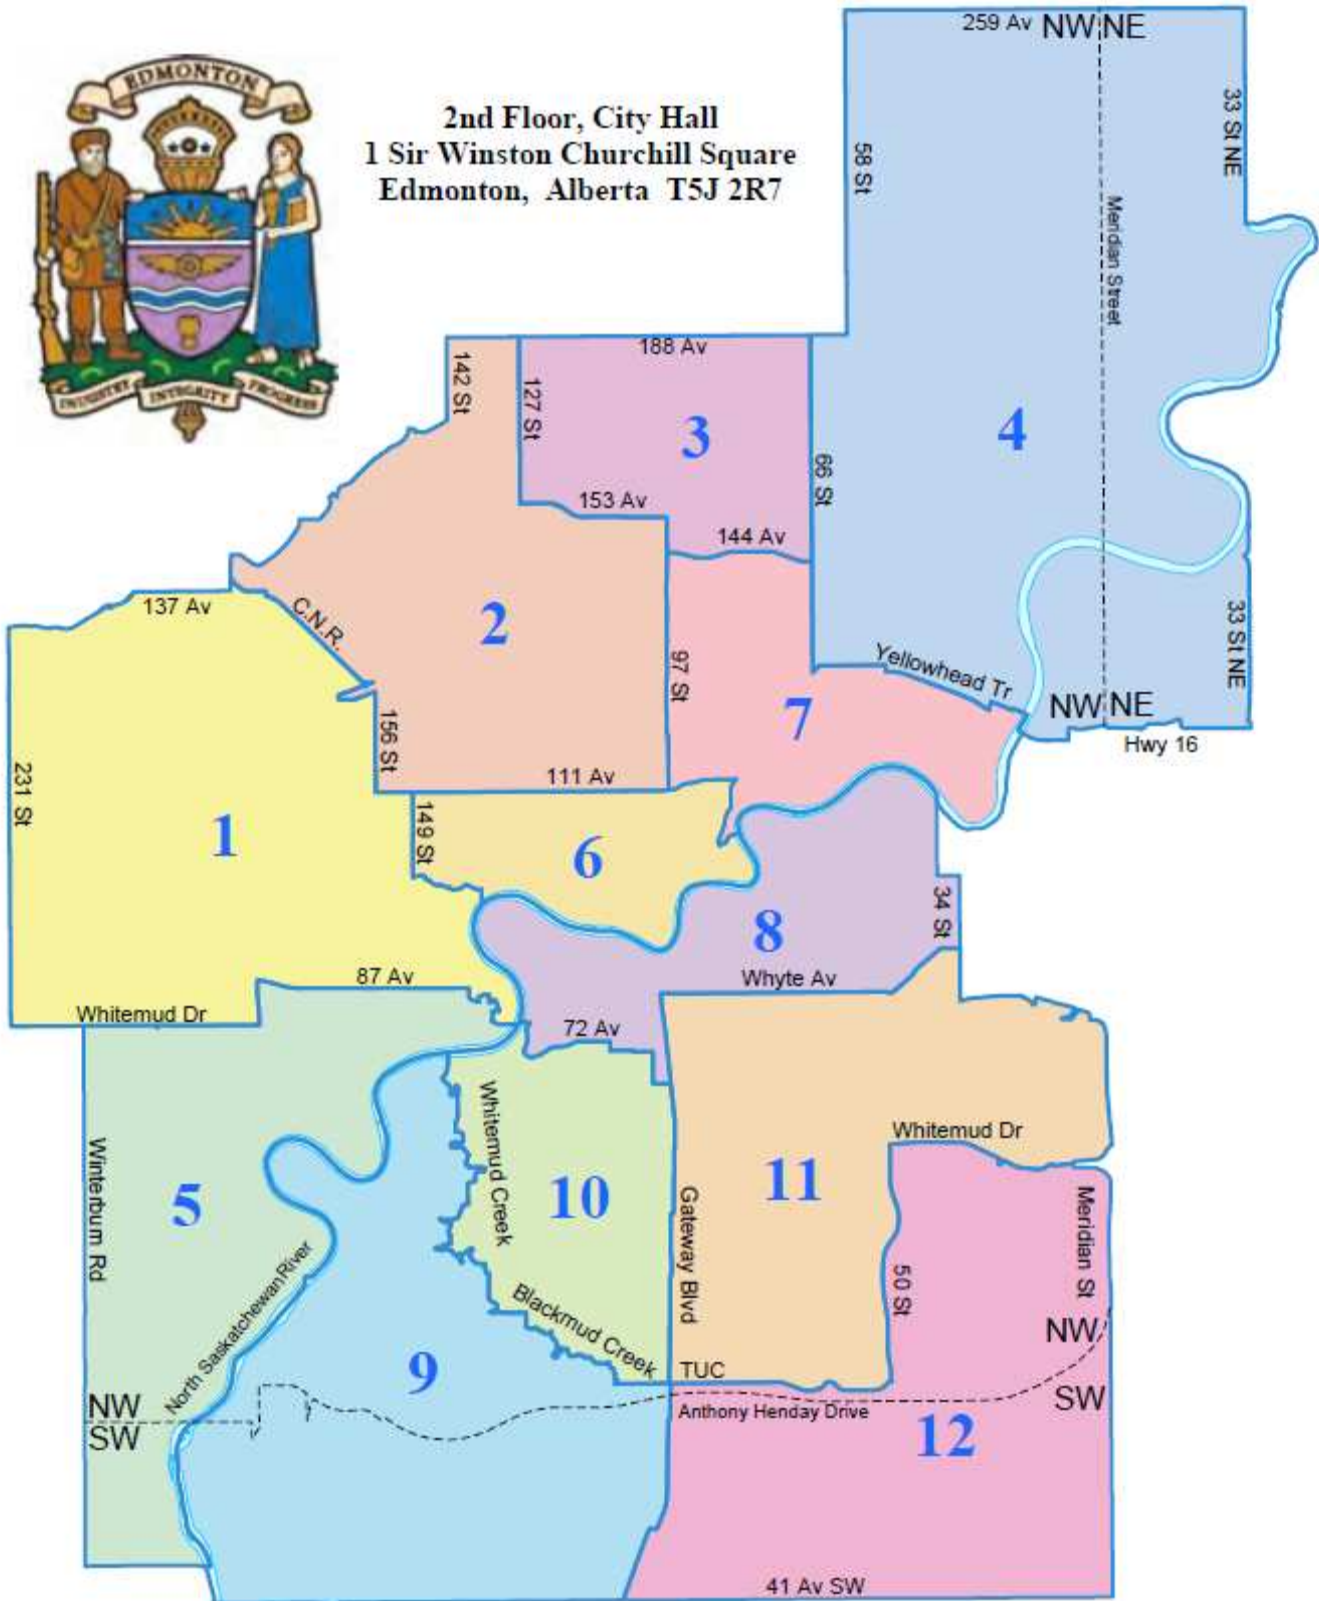 EDMONTON
INDUSTRY INTEGRITY PROGRESS
2nd Floor, City Hall
1 Sir Winston Churchill Square
Edmonton, Alberta T5J 2R7
259 Av NW NE
33 St NE
58 St
Meridian Street
188 Av
142 St
127 St
3
4
66 St
153 Av
144 Av
137 Av
C.N.R.
2
33 St NE
97 St
Yellowhead Tr
7
NW NE
Hwy 16
156 St
111 Av
231 St
1
149 St
6
34 St
8
87 Av
Whyte Av
Whitemud Dr
72 Av
Whitemud Creek
Whitemud Dr
Winterburn Rd
5
10
11
Gateway Blvd
Meridian St
North Saskatchewan River
50 St
Blackmud Creek
NW
9
TUC
SW
NW
SW
Anthony Henday Drive
12
41 Av SW